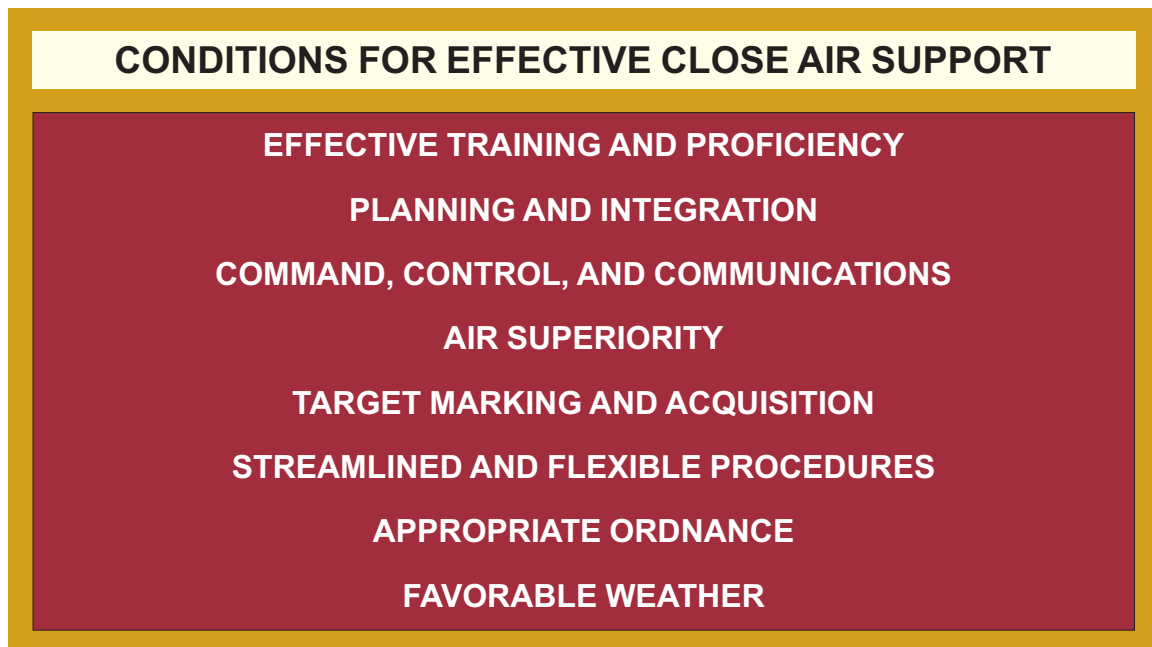 CONDITIONS FOR EFFECTIVE CLOSE AIR SUPPORT
EFFECTIVE TRAINING AND PROFICIENCY
PLANNING AND INTEGRATION
COMMAND, CONTROL, AND COMMUNICATIONS
AIR SUPERIORITY
TARGET MARKING AND ACQUISITION
STREAMLINED AND FLEXIBLE PROCEDURES
APPROPRIATE ORDNANCE
FAVORABLE WEATHER